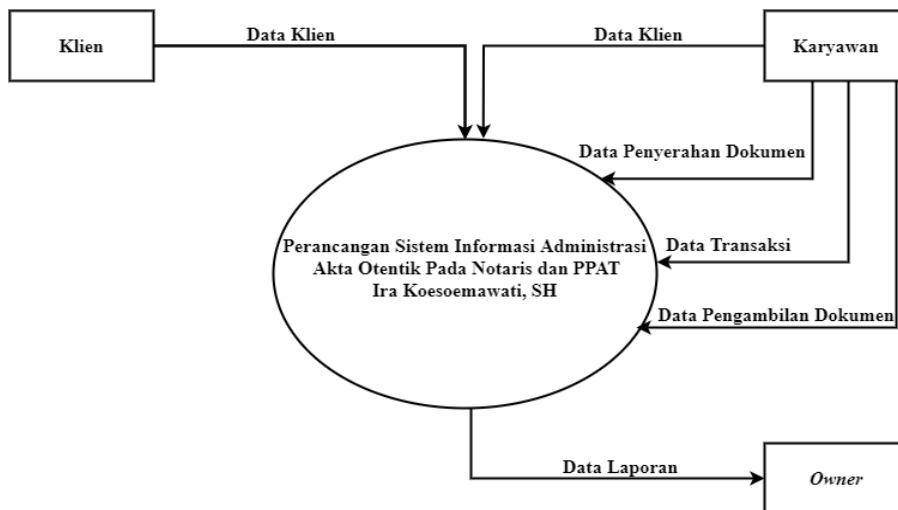 Klien
Data Klien
Data Klien
Karyawan
Data Penyerahan Dokumen
Perancangan Sistem Informasi Administrasi
Akta Otentik Pada Notaris dan PPAT
Ira Koesoemawati, SH
Data Transaksi
Data Pengambilan Dokumen
Data Laporan
Owner